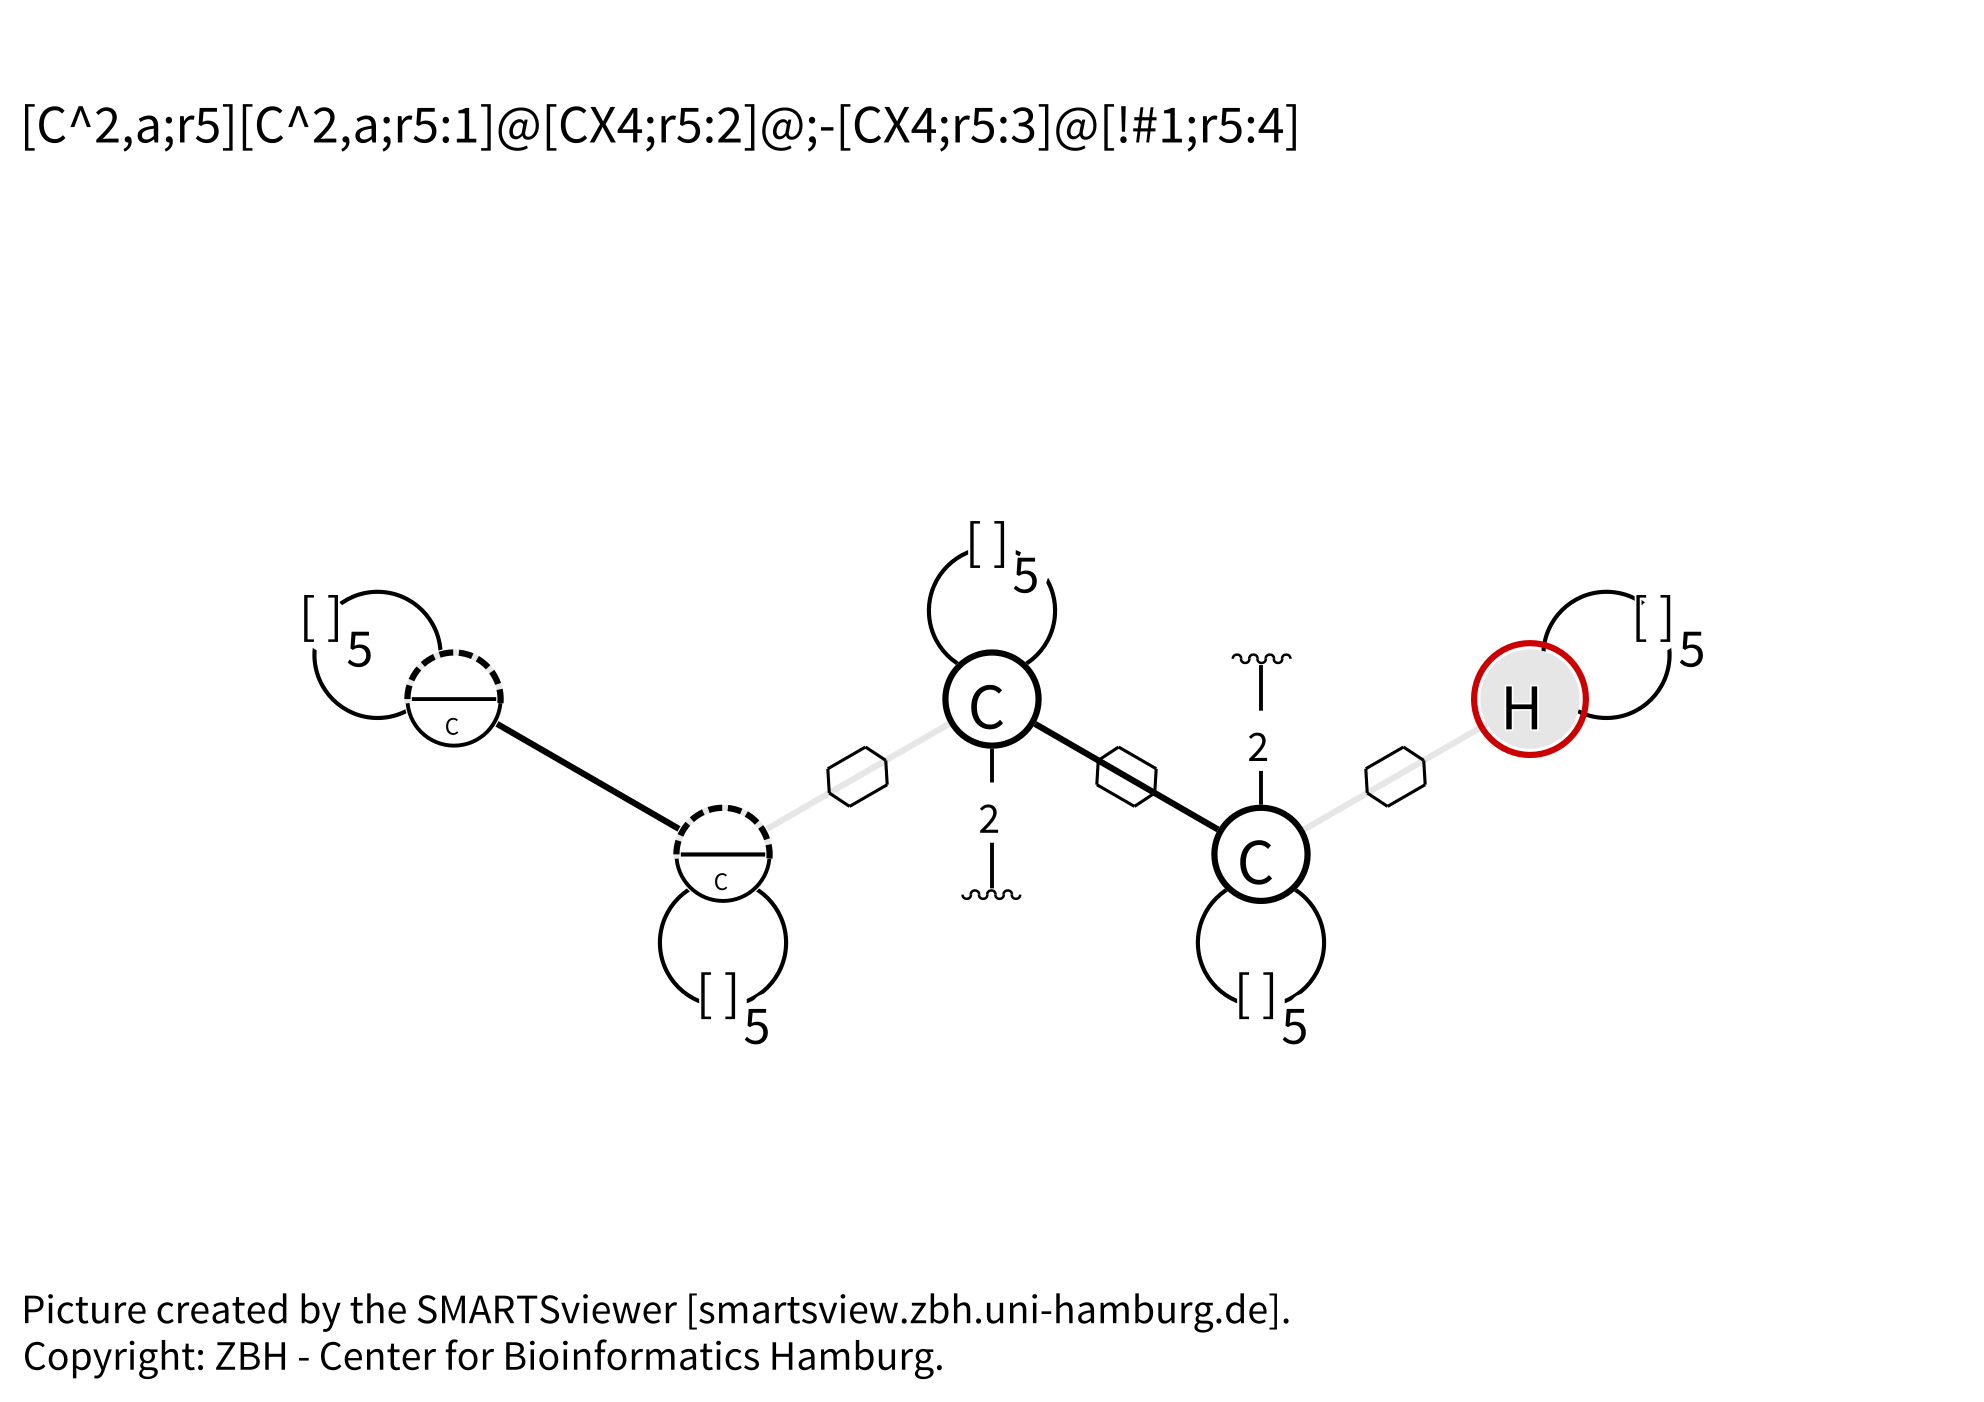 [C^2,a;r5][C^2,a;r5:1]@[CX4;r5:2]@;-[CX4;r5:3]@[!#1;r5:4]
[ ]5
[ ]5
[ ]5
C
C
2
H
2
C
C
[ ]5
[ ]5
Picture created by the SMARTSviewer [smartsview.zbh.uni-hamburg.de].
Copyright: ZBH - Center for Bioinformatics Hamburg.